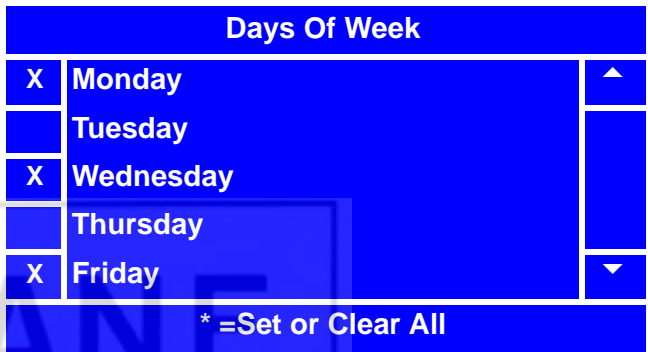 Days Of Week
X Monday
Tuesday
X Wednesday
Thursday
X Friday
* =Set or Clear All